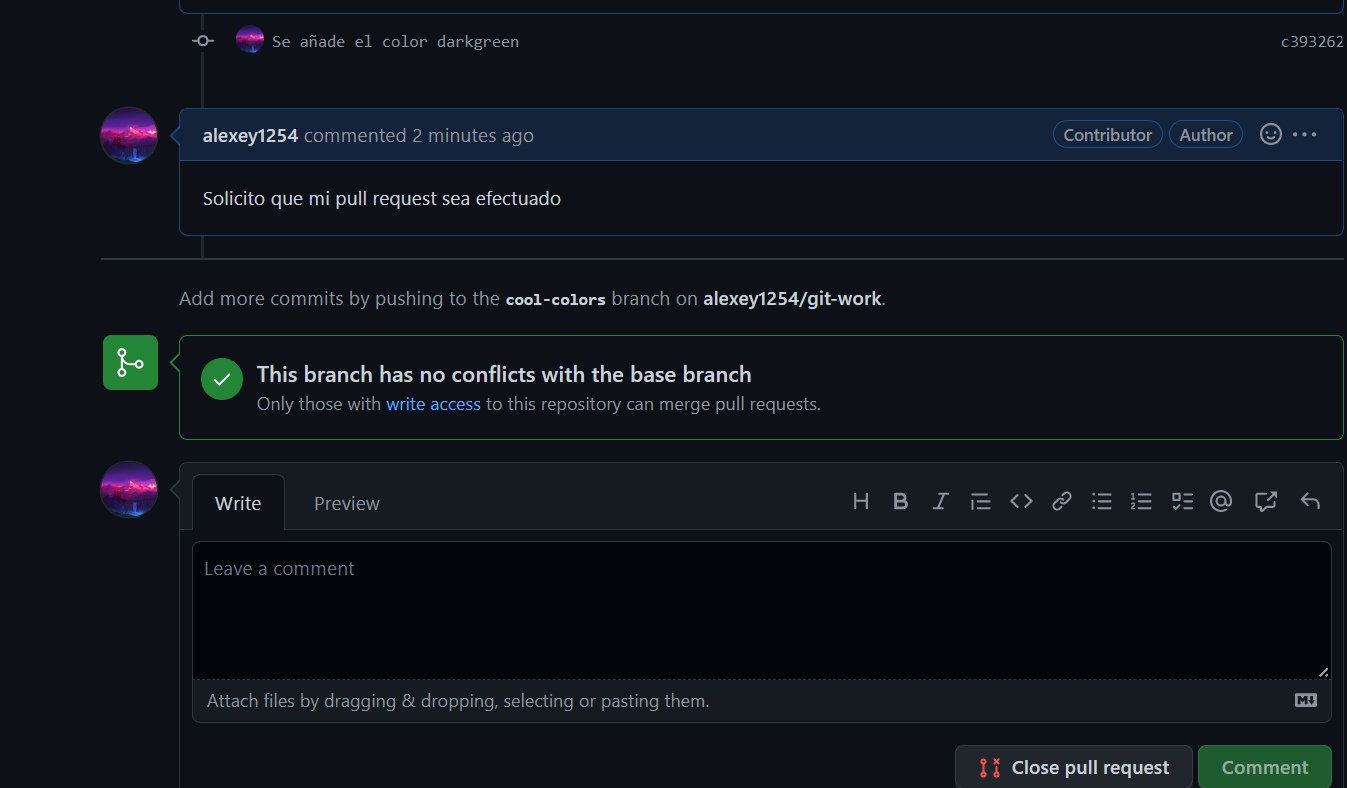 Se añade el color darkgreen c393262
alexey1254 commented 2 minutes ago Contributor Author
Solicito que mi pull request sea efectuado
Add more commits by pushing to the cool-colors branch on alexey1254/git-work.
This branch has no conflicts with the base branch
Only those with write access to this repository can merge pull requests.
Write Preview
Leave a comment
Attach files by dragging & dropping, selecting or pasting them.
Close pull request Comment